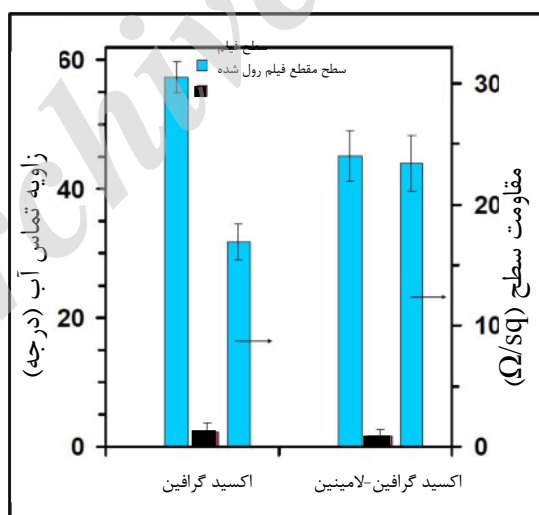 سطح فیلم
سطح مقطع فیلم رول شده
زاویه تماس آب (درجه)
60
40
20
0
مقاومت سطح (Ω/sq)
30
20
10
0
اکسید گرافین
اکسید گرافین-لامینین